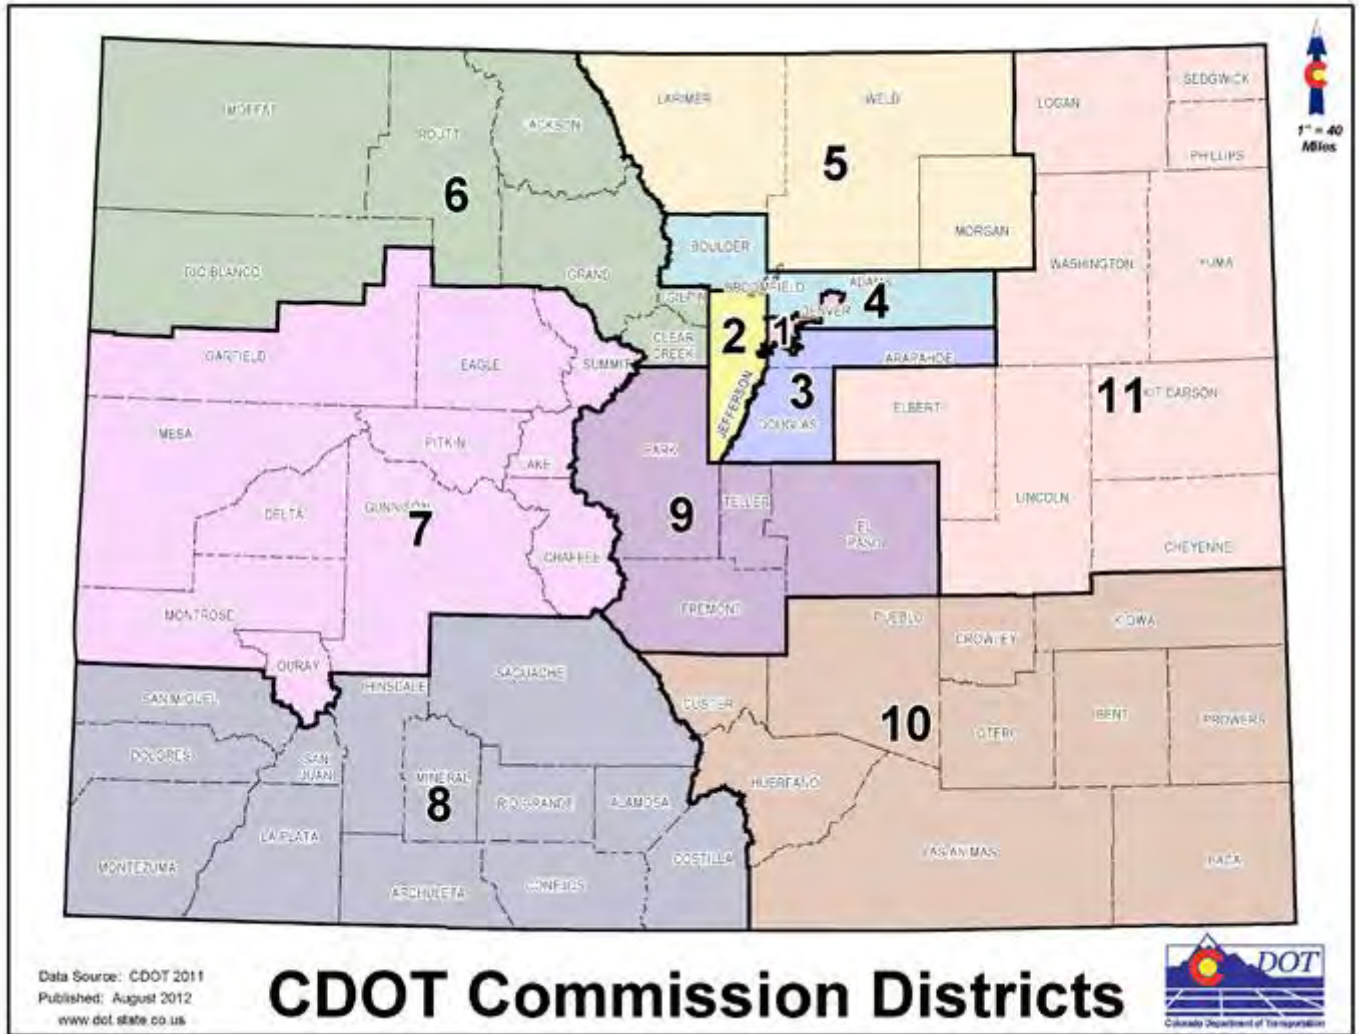 MOFFAT
ROUTT
JACKSON
LARIMER
WELD
LOGAN
SEDGWICK
PHILLIPS
1" = 40
Miles
6
5
RIO BLANCO
GRAND
BOULDER
MORGAN
WASHINGTON
YUMA
GILPIN
BROOMFIELD
ADAMS
4
DENVER
2
1
CLEAR
CREEK
GARFIELD
EAGLE
SUMMIT
JEFFERSON
ARAPAHOE
3
DOUGLAS
ELBERT
11
KIT CARSON
MESA
PITKIN
LAKE
PARK
9
TELLER
EL
PASO
LINCOLN
DELTA
GUNNISON
7
CHAFFEE
CHEYENNE
MONTROSE
FREMONT
PUEBLO
CROWLEY
KIOWA
OURAY
SAN MIGUEL
HINSDALE
SAGUACHE
CUSTER
10
OTERO
BENT
PROWERS
DOLORES
SAN
JUAN
MINERAL
8
RIO GRANDE
ALAMOSA
HUERFANO
LA PLATA
MONTEZUMA
ARCHULETA
CONEJOS
COSTILLA
LAS ANIMAS
BACA
Data Source: CDOT 2011
Published: August 2012
www.dot.state.co.us
CDOT Commission Districts
DOT
Colorado Department of Transportation